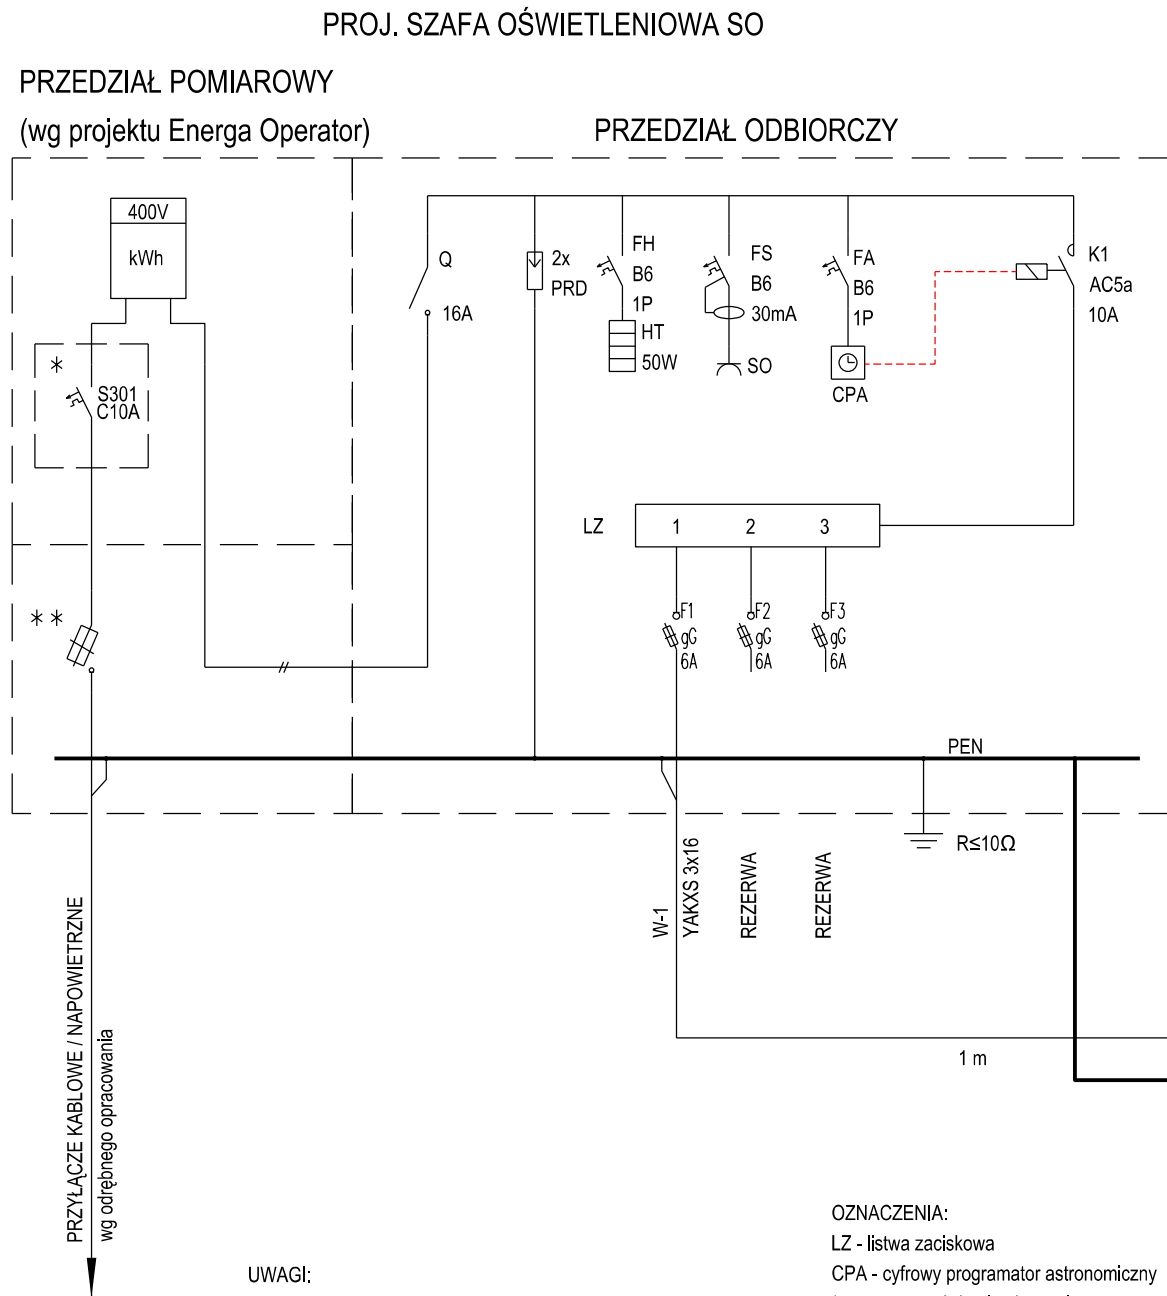 PROJ. SZAFA OŚWIETLENIOWA SO
PRZEDZIAŁ POMIAROWY
(wg projektu Energa Operator)
PRZEDZIAŁ ODBIORCZY
400V
kWh
*
S301
C10A
**
Q
16A
2x
PRD
FH
B6
1P
HT
50W
FS
B6
30mA
SO
FA
B6
1P
CPA
K1
AC5a
10A
LZ
1
2
3
F1
gG
6A
F2
gG
6A
F3
gG
6A
PEN
R≤10Ω
W-1
YAKXS 3x16
REZERWA
REZERWA
1 m
PRZYŁĄCZE KABLOWE / NAPOWIETRZNE
wg odrębnego opracowania
UWAGI:
OZNACZENIA:
LZ - listwa zaciskowa
CPA - cyfrowy programator astronomiczny